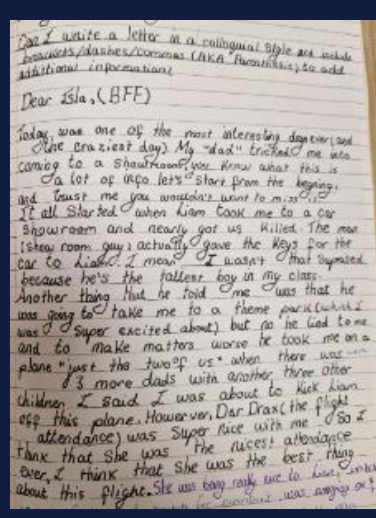 Can I write a letter in a colloquial style and include
brackets/dashes/commas (AKA Parenthesis) to add
additional information?
Dear Isla, (BFF)
Today, was one of the most interesting days ever (and
the craziest day) My "dad" tricked me into
coming to a showroom, you know what this is
a lot of info let's start from the begning,
and trust me you wouldn't want to miss it
It all Started when Liam took me to a car
Showroom and nearly got us killed. The man
(show room guy) actually gave the keys for the
car to Liam. I mean I wasn't that suprised
because he's the tallest boy in my class.
Another thing that he told me was that he
was going to take me to a theme park (which I
was super excited about) but no he lied to me
and to make matters worse he took me on a
plane "just the two of us" when there was
3 more dads with another three other
children I said I was about to kick Liam
off this plane. However, Dar Drax (the flight
attendance) was super nice with me So I
think that She was the nicest attendance
ever, I think that she was the best thing
about this flight. She was being really nice to
was